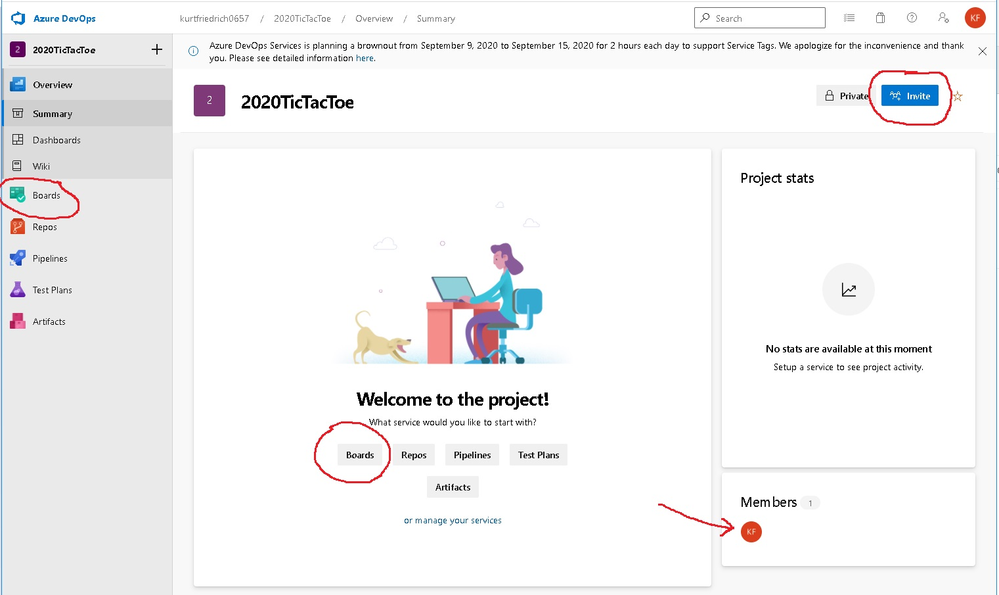 Azure DevOps
kurtfriedrich0657 / 2020TicTacToe / Overview / Summary
Search
KF
2 2020TicTacToe
Azure DevOps Services is planning a brownout from September 9, 2020 to September 15, 2020 for 2 hours each day to support Service Tags. We apologize for the inconvenience and thank
you. Please see detailed information here.
Overview
Summary
Dashboards
Wiki
Boards
Repos
Pipelines
Test Plans
Artifacts
2 2020TicTacToe
Private
Invite
Welcome to the project!
What service would you like to start with?
Boards Repos Pipelines Test Plans
Artifacts
or manage your services
Project stats
No stats are available at this moment
Setup a service to see project activity.
Members 1
KF